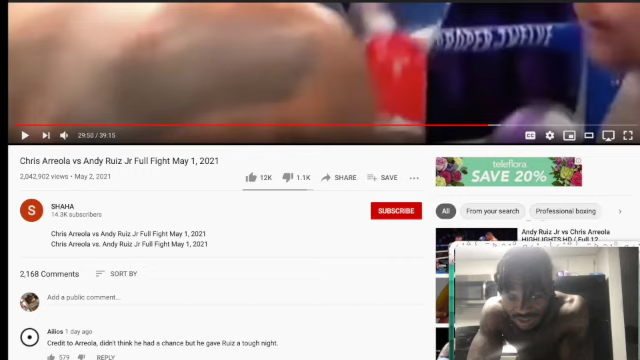 29:50 / 39:15
Chris Arreola vs Andy Ruiz Jr Full Fight May 1, 2021
2,042,902 views • May 2, 2021
12K
1.1K
SHARE
SAVE
S
SHAHA
14.3K subscribers
SUBSCRIBE
Chris Arreola vs Andy Ruiz Jr Full Fight May 1, 2021
Chris Arreola vs. Andy Ruiz Jr Full Fight May 1, 2021
2,168 Comments
SORT BY
Add a public comment...
Ailios 1 day ago
Credit to Arreola, didn't think he had a chance but he gave Ruiz a tough night.
579
REPLY
teleflora
SAVE 20%
All
From your search
Professional boxing
Andy Ruiz Jr vs Chris Arreola
HIGHLIGHTS HD / Full 12